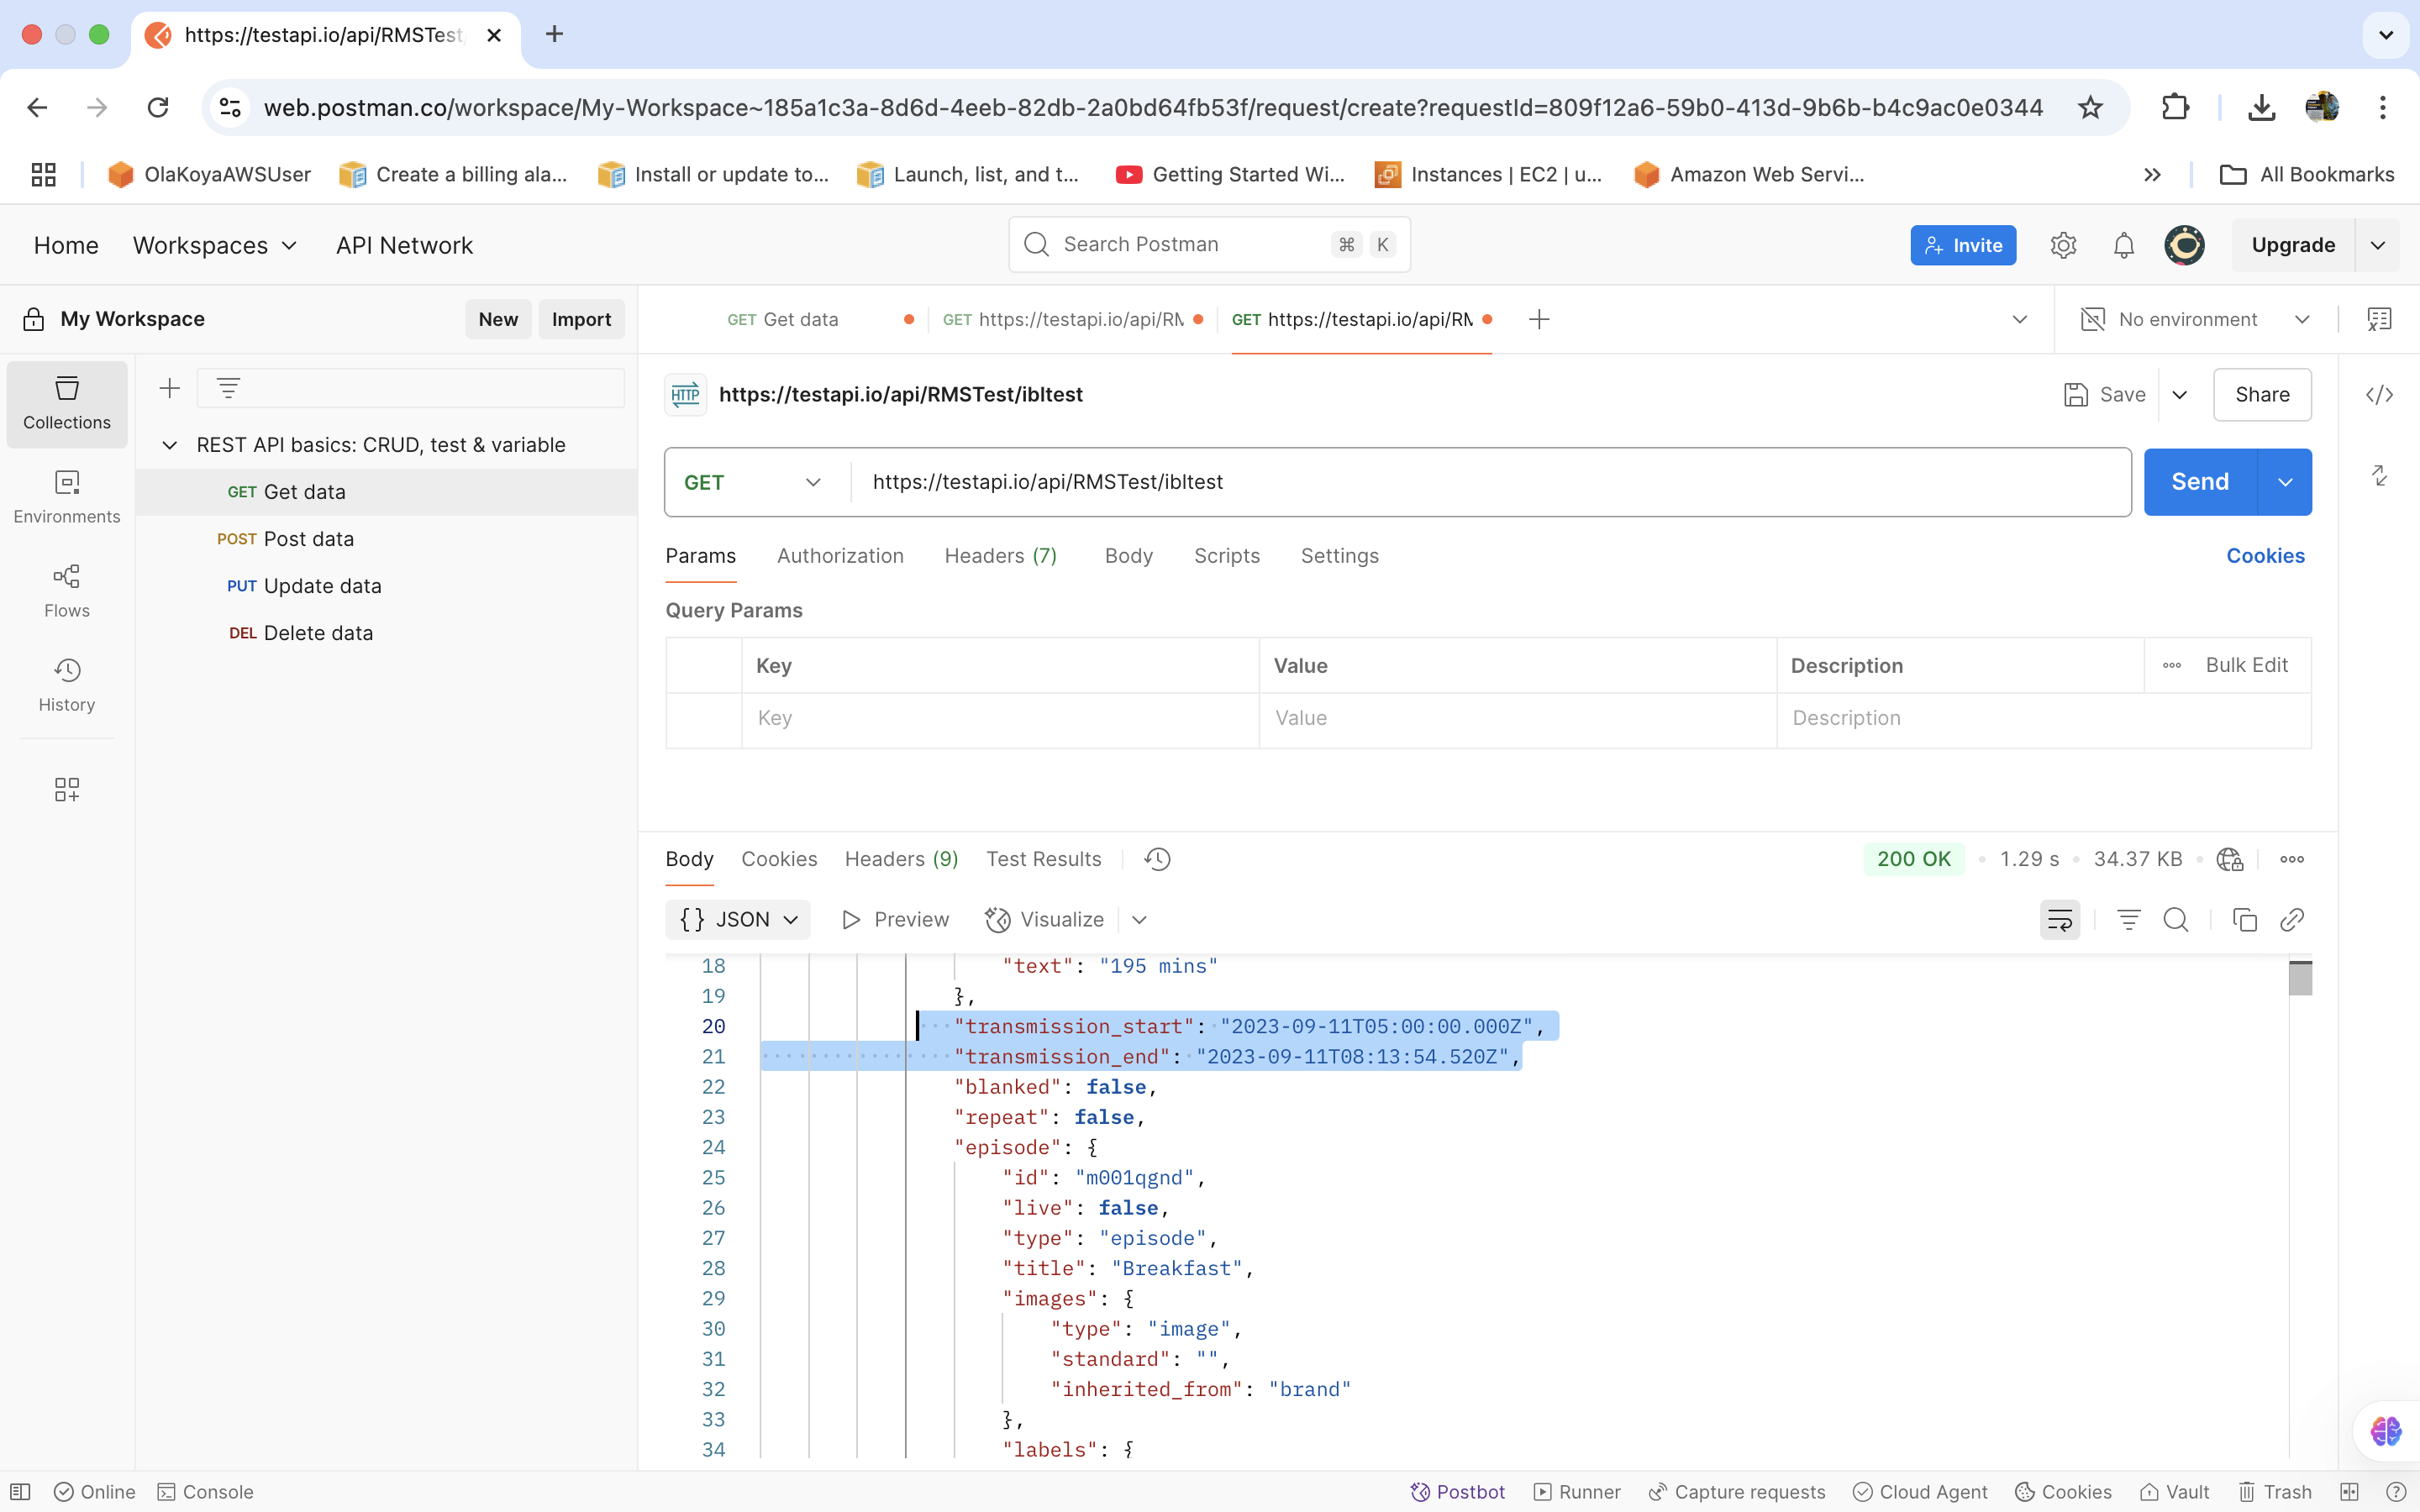 https://testapi.io/api/RMSTest
web.postman.co/workspace/My-Workspace~185a1c3a-8d6d-4eeb-82db-2a0bd64fb53f/request/create?requestId=809f12a6-59b0-413d-9b6b-b4c9ac0e0344
OlaKoyaAWSUser Create a billing ala... Install or update to... Launch, list, and t... Getting Started Wi... Instances | EC2 | u... Amazon Web Servi... » All Bookmarks
Home Workspaces API Network Search Postman ⌘ K Invite Upgrade
My Workspace New Import GET Get data GET https://testapi.io/api/RM GET https://testapi.io/api/RM No environment
Collections
Environments
Flows
History
REST API basics: CRUD, test & variable
GET Get data
POST Post data
PUT Update data
DEL Delete data
HTTP https://testapi.io/api/RMSTest/ibltest Save Share
GET https://testapi.io/api/RMSTest/ibltest Send
Params Authorization Headers (7) Body Scripts Settings Cookies
Query Params
Key Value Description Bulk Edit
Key Value Description
Body Cookies Headers (9) Test Results 200 OK • 1.29 s • 34.37 KB
{} JSON Preview Visualize
18 "text": "195 mins"
19 },
20 "transmission_start": "2023-09-11T05:00:00.000Z",
21 "transmission_end": "2023-09-11T08:13:54.520Z",
22 "blanked": false,
23 "repeat": false,
24 "episode": {
25 "id": "m001qgnd",
26 "live": false,
27 "type": "episode",
28 "title": "Breakfast",
29 "images": {
30 "type": "image",
31 "standard": "",
32 "inherited_from": "brand"
33 },
34 "labels": {
Online Console Postbot Runner Capture requests Cloud Agent Cookies Vault Trash